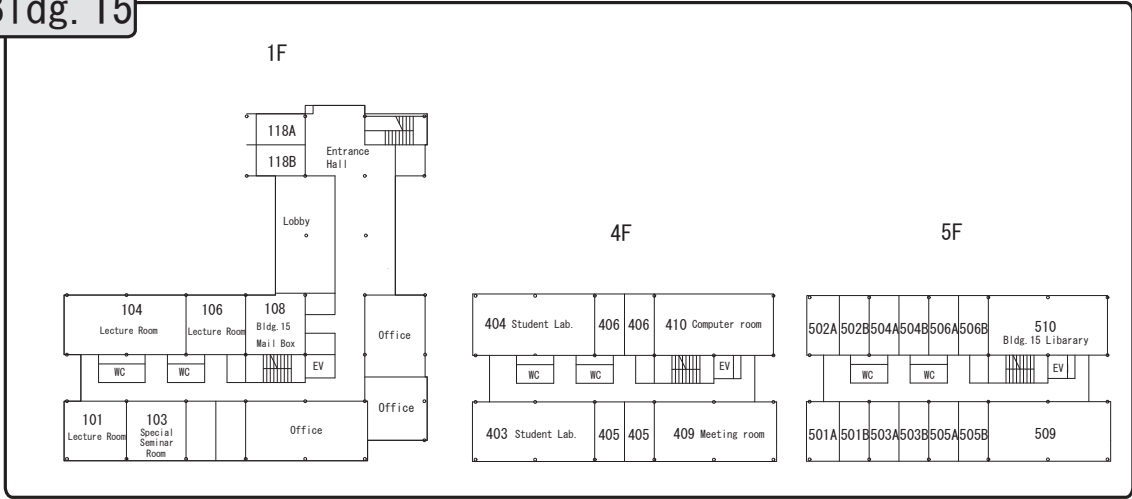 Bldg. 15
1F
118A
118B
Entrance
Hall
Lobby
104
Lecture Room
106
Lecture Room
108
Bldg. 15
Mail Box
Office
WC
WC
EV
Office
101
Lecture Room
103
Special
Seminar
Room
Office
4F
404 Student Lab.
406
406
410 Computer room
WC
WC
EV
403 Student Lab.
405
405
409 Meeting room
5F
502A
502B
504A
504B
506A
506B
510
Bldg. 15 Libarary
WC
WC
EV
501A
501B
503A
503B
505A
505B
509